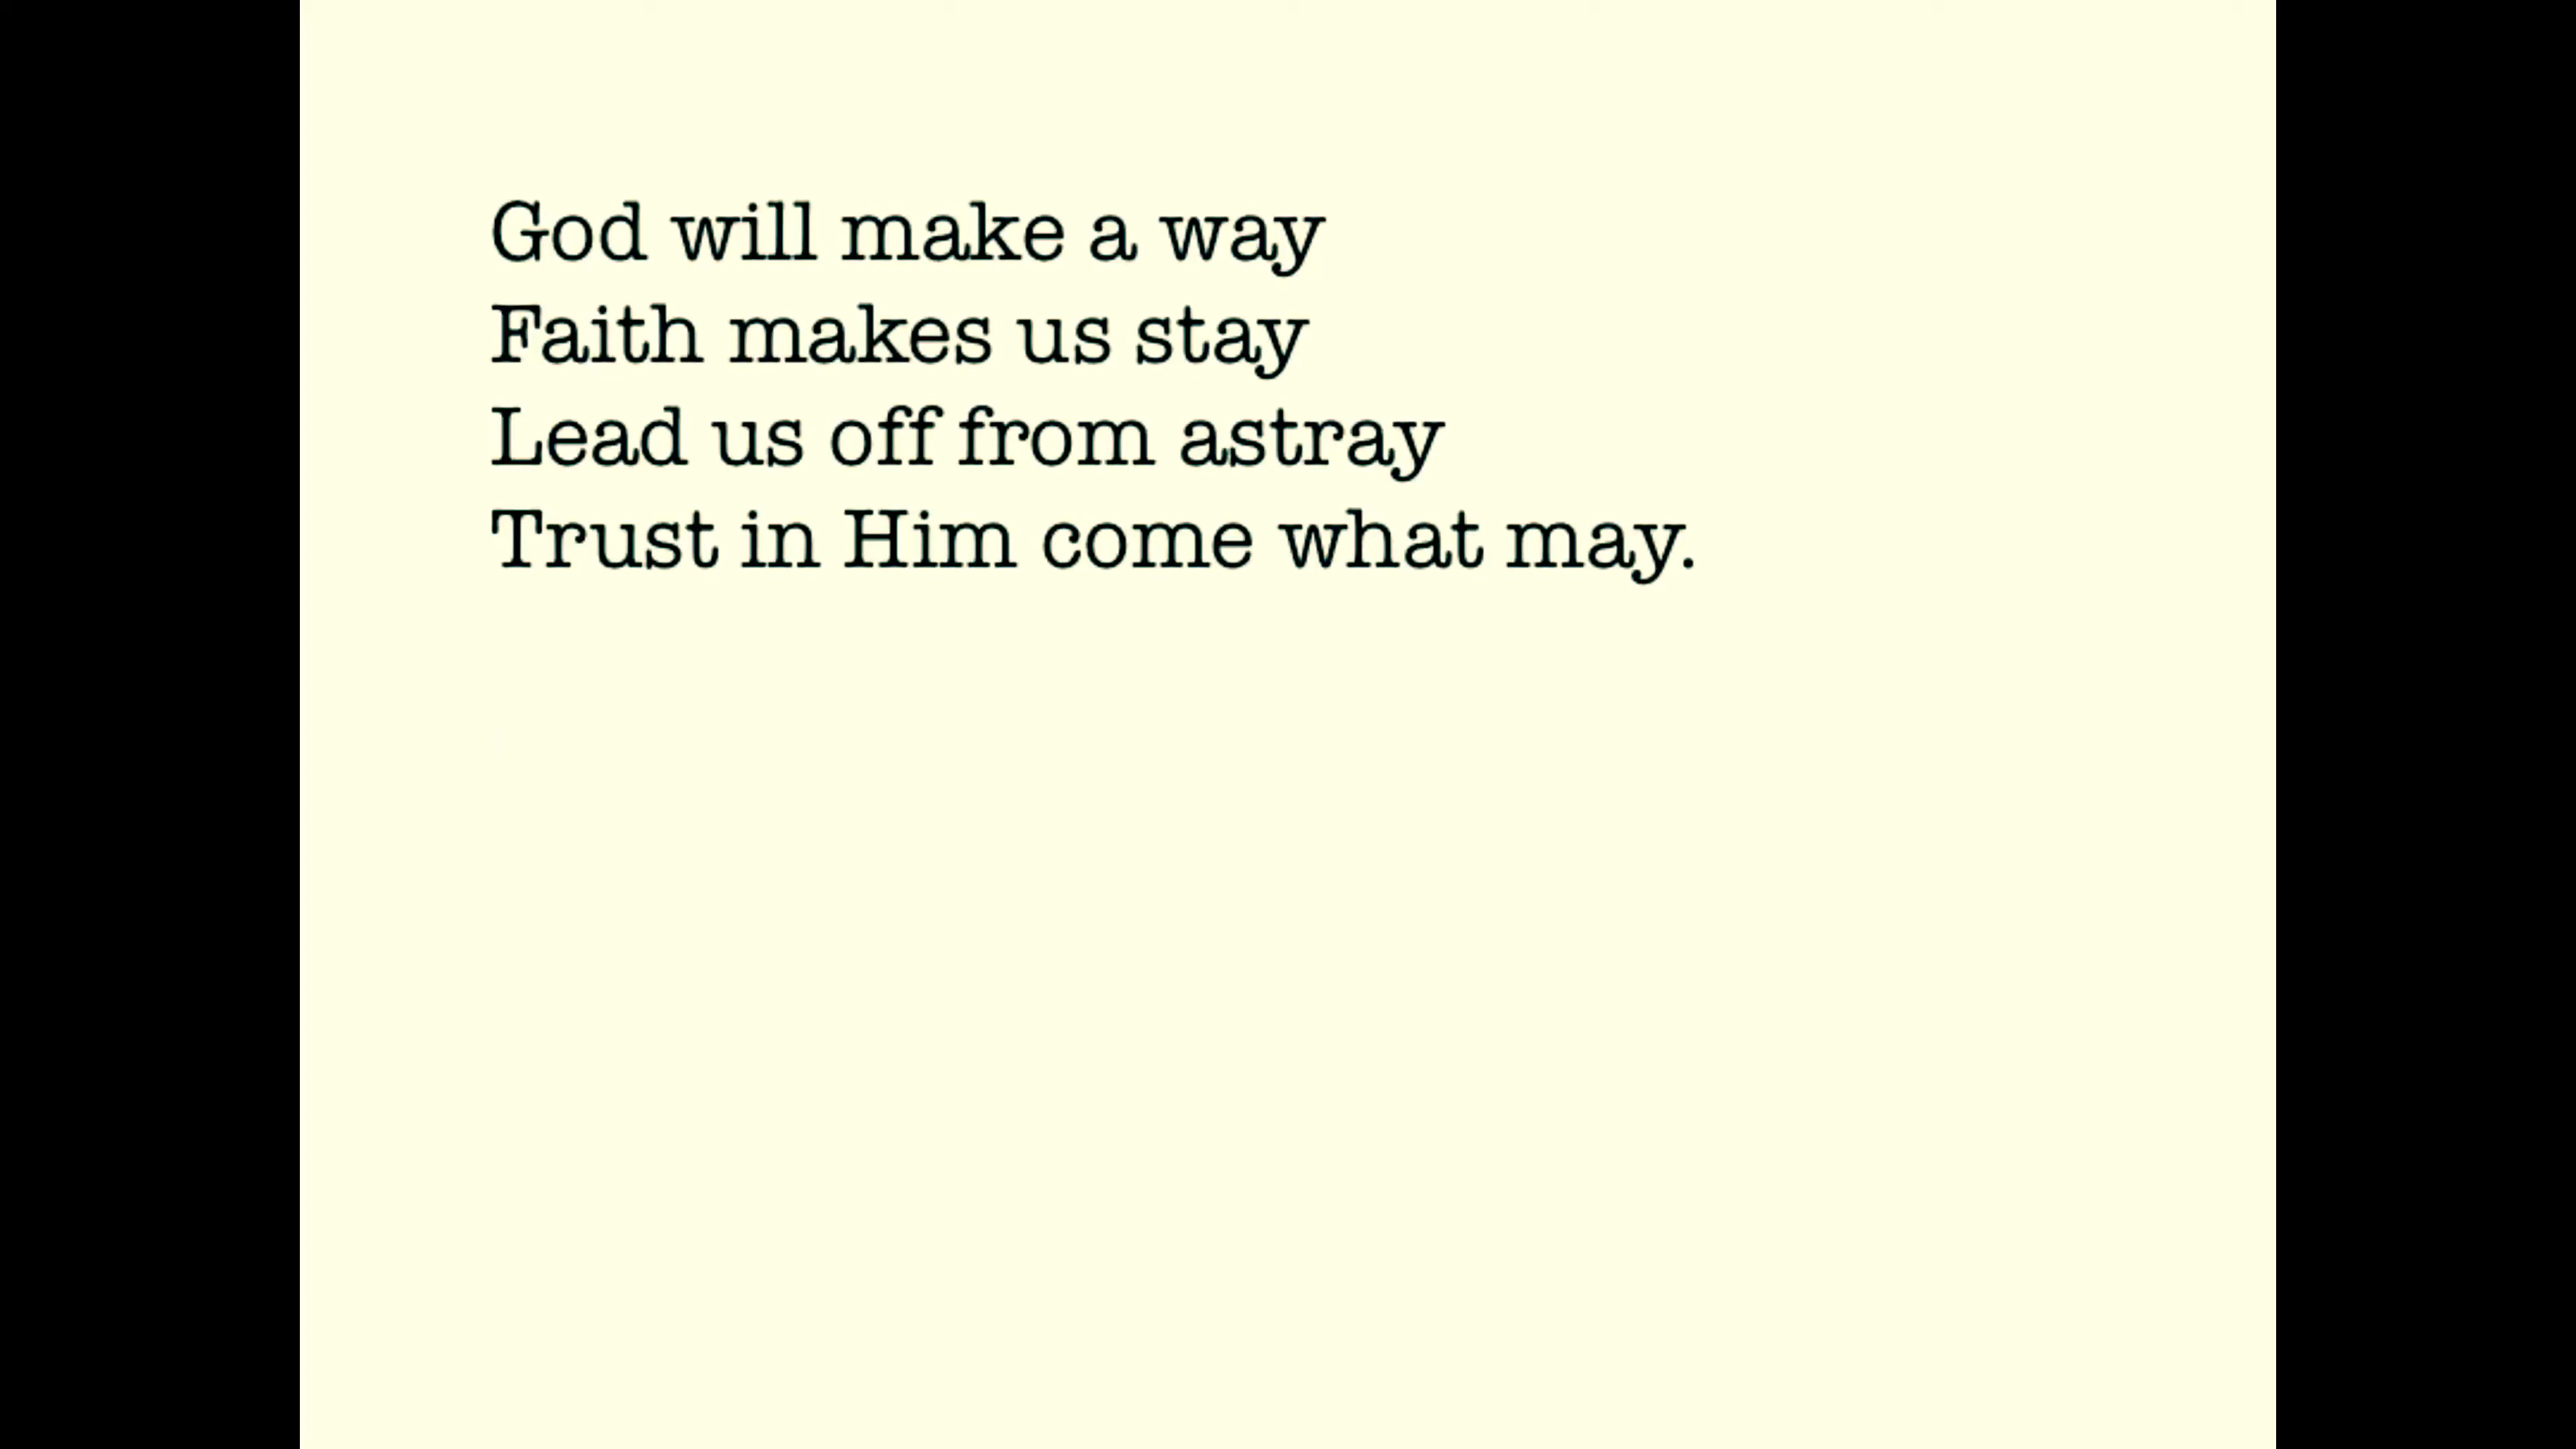 God will make a way
Faith makes us stay
Lead us off from astray
Trust in Him come what may.